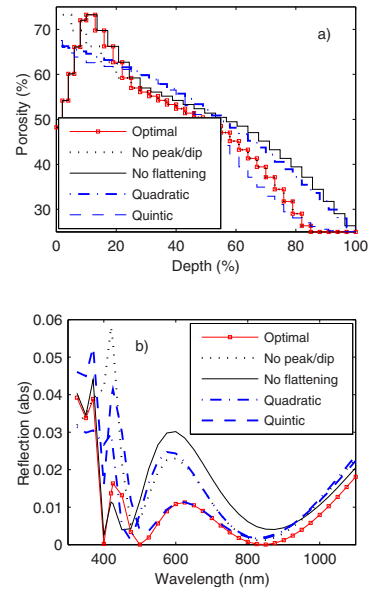 a)
Porosity (%)
70
60
50
40
30
Optimal
No peak/dip
No flattening
Quadratic
Quintic
0 20 40 60 80 100
Depth (%)
b)
Reflection (abs)
0.06
0.05
0.04
0.03
0.02
0.01
0
Optimal
No peak/dip
No flattening
Quadratic
Quintic
400 600 800 1000
Wavelength (nm)